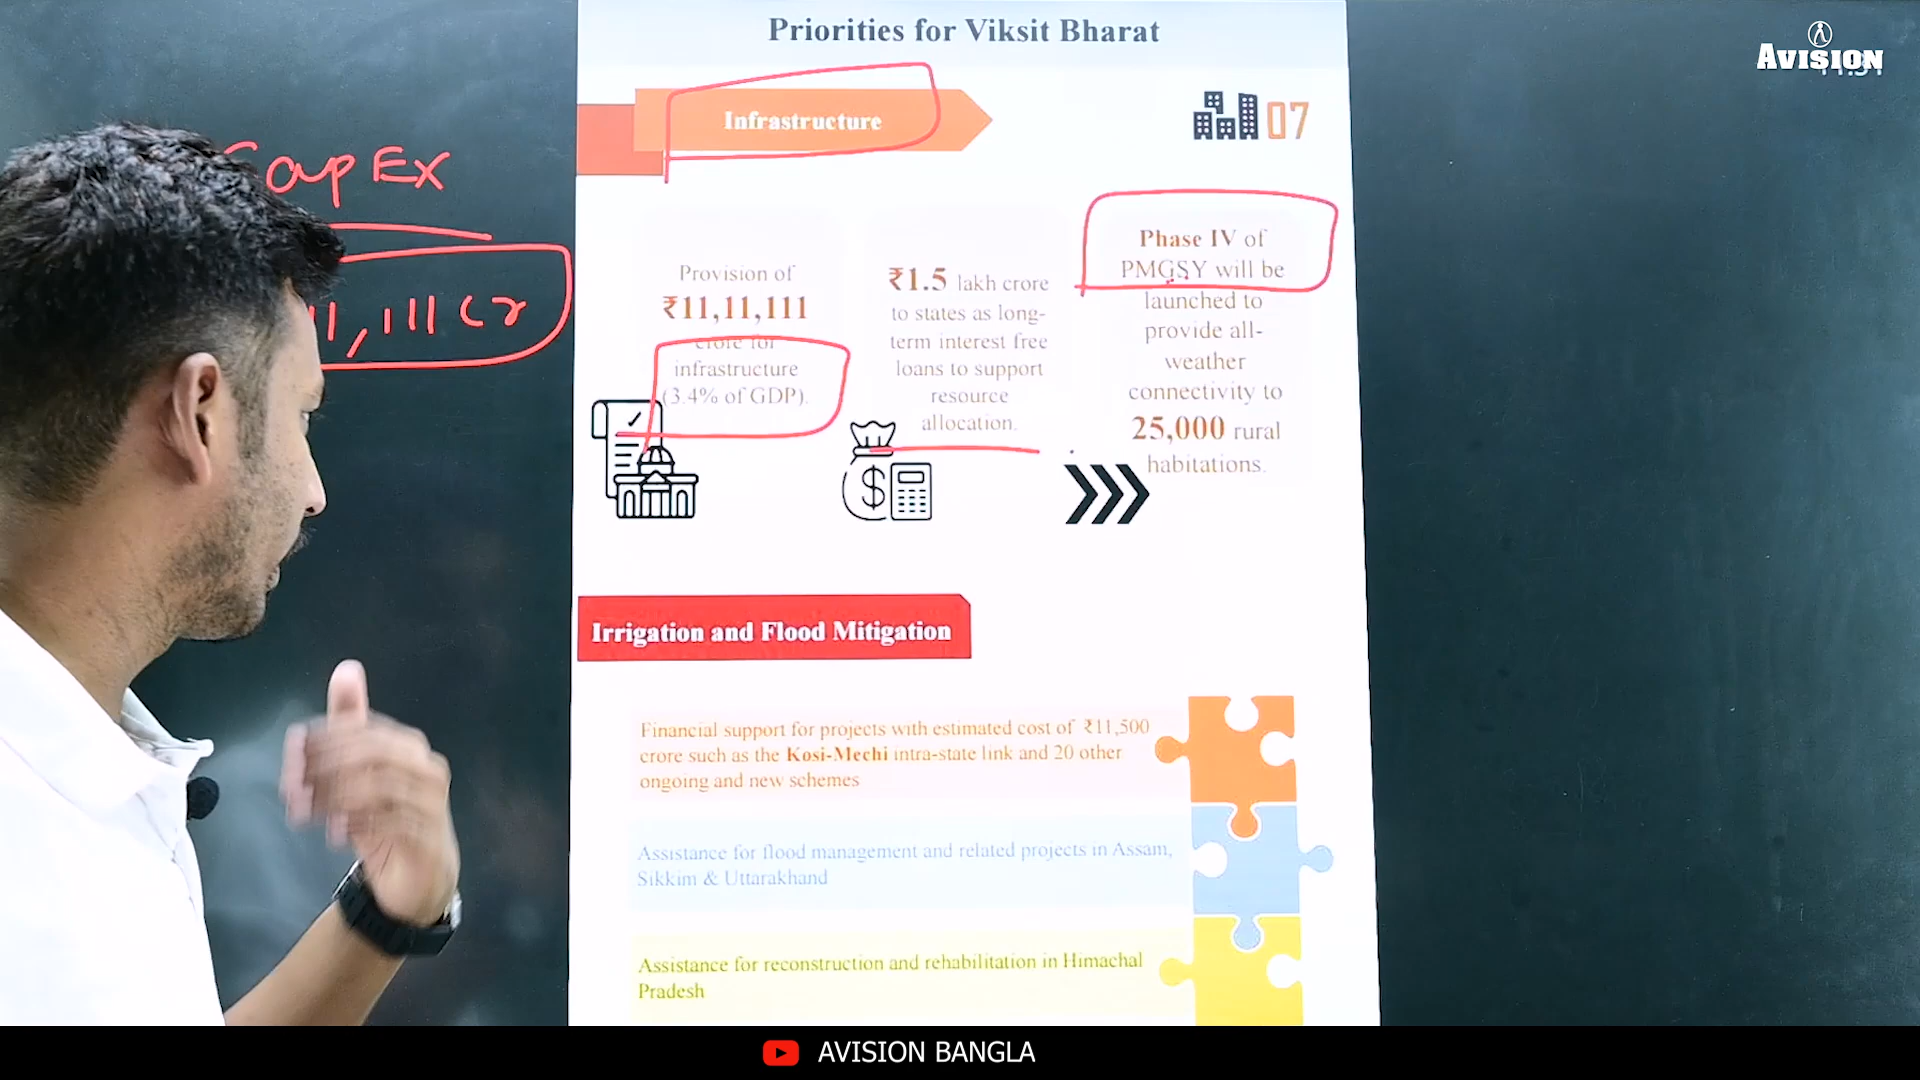 Priorities for Viksit Bharat
AVISION
Infrastructure
07
Cap Ex
11,111 Cr
Provision of
₹11,11,111
crore for
infrastructure
(3.4% of GDP).
₹1.5 lakh crore
to states as long-
term interest free
loans to support
resource
allocation.
Phase IV of
PMGSY will be
launched to
provide all-
weather
connectivity to
25,000 rural
habitations.
Irrigation and Flood Mitigation
Financial support for projects with estimated cost of ₹11,500
crore such as the Kosi-Mechi intra-state link and 20 other
ongoing and new schemes
Assistance for flood management and related projects in Assam,
Sikkim & Uttarakhand
Assistance for reconstruction and rehabilitation in Himachal
Pradesh
AVISION BANGLA